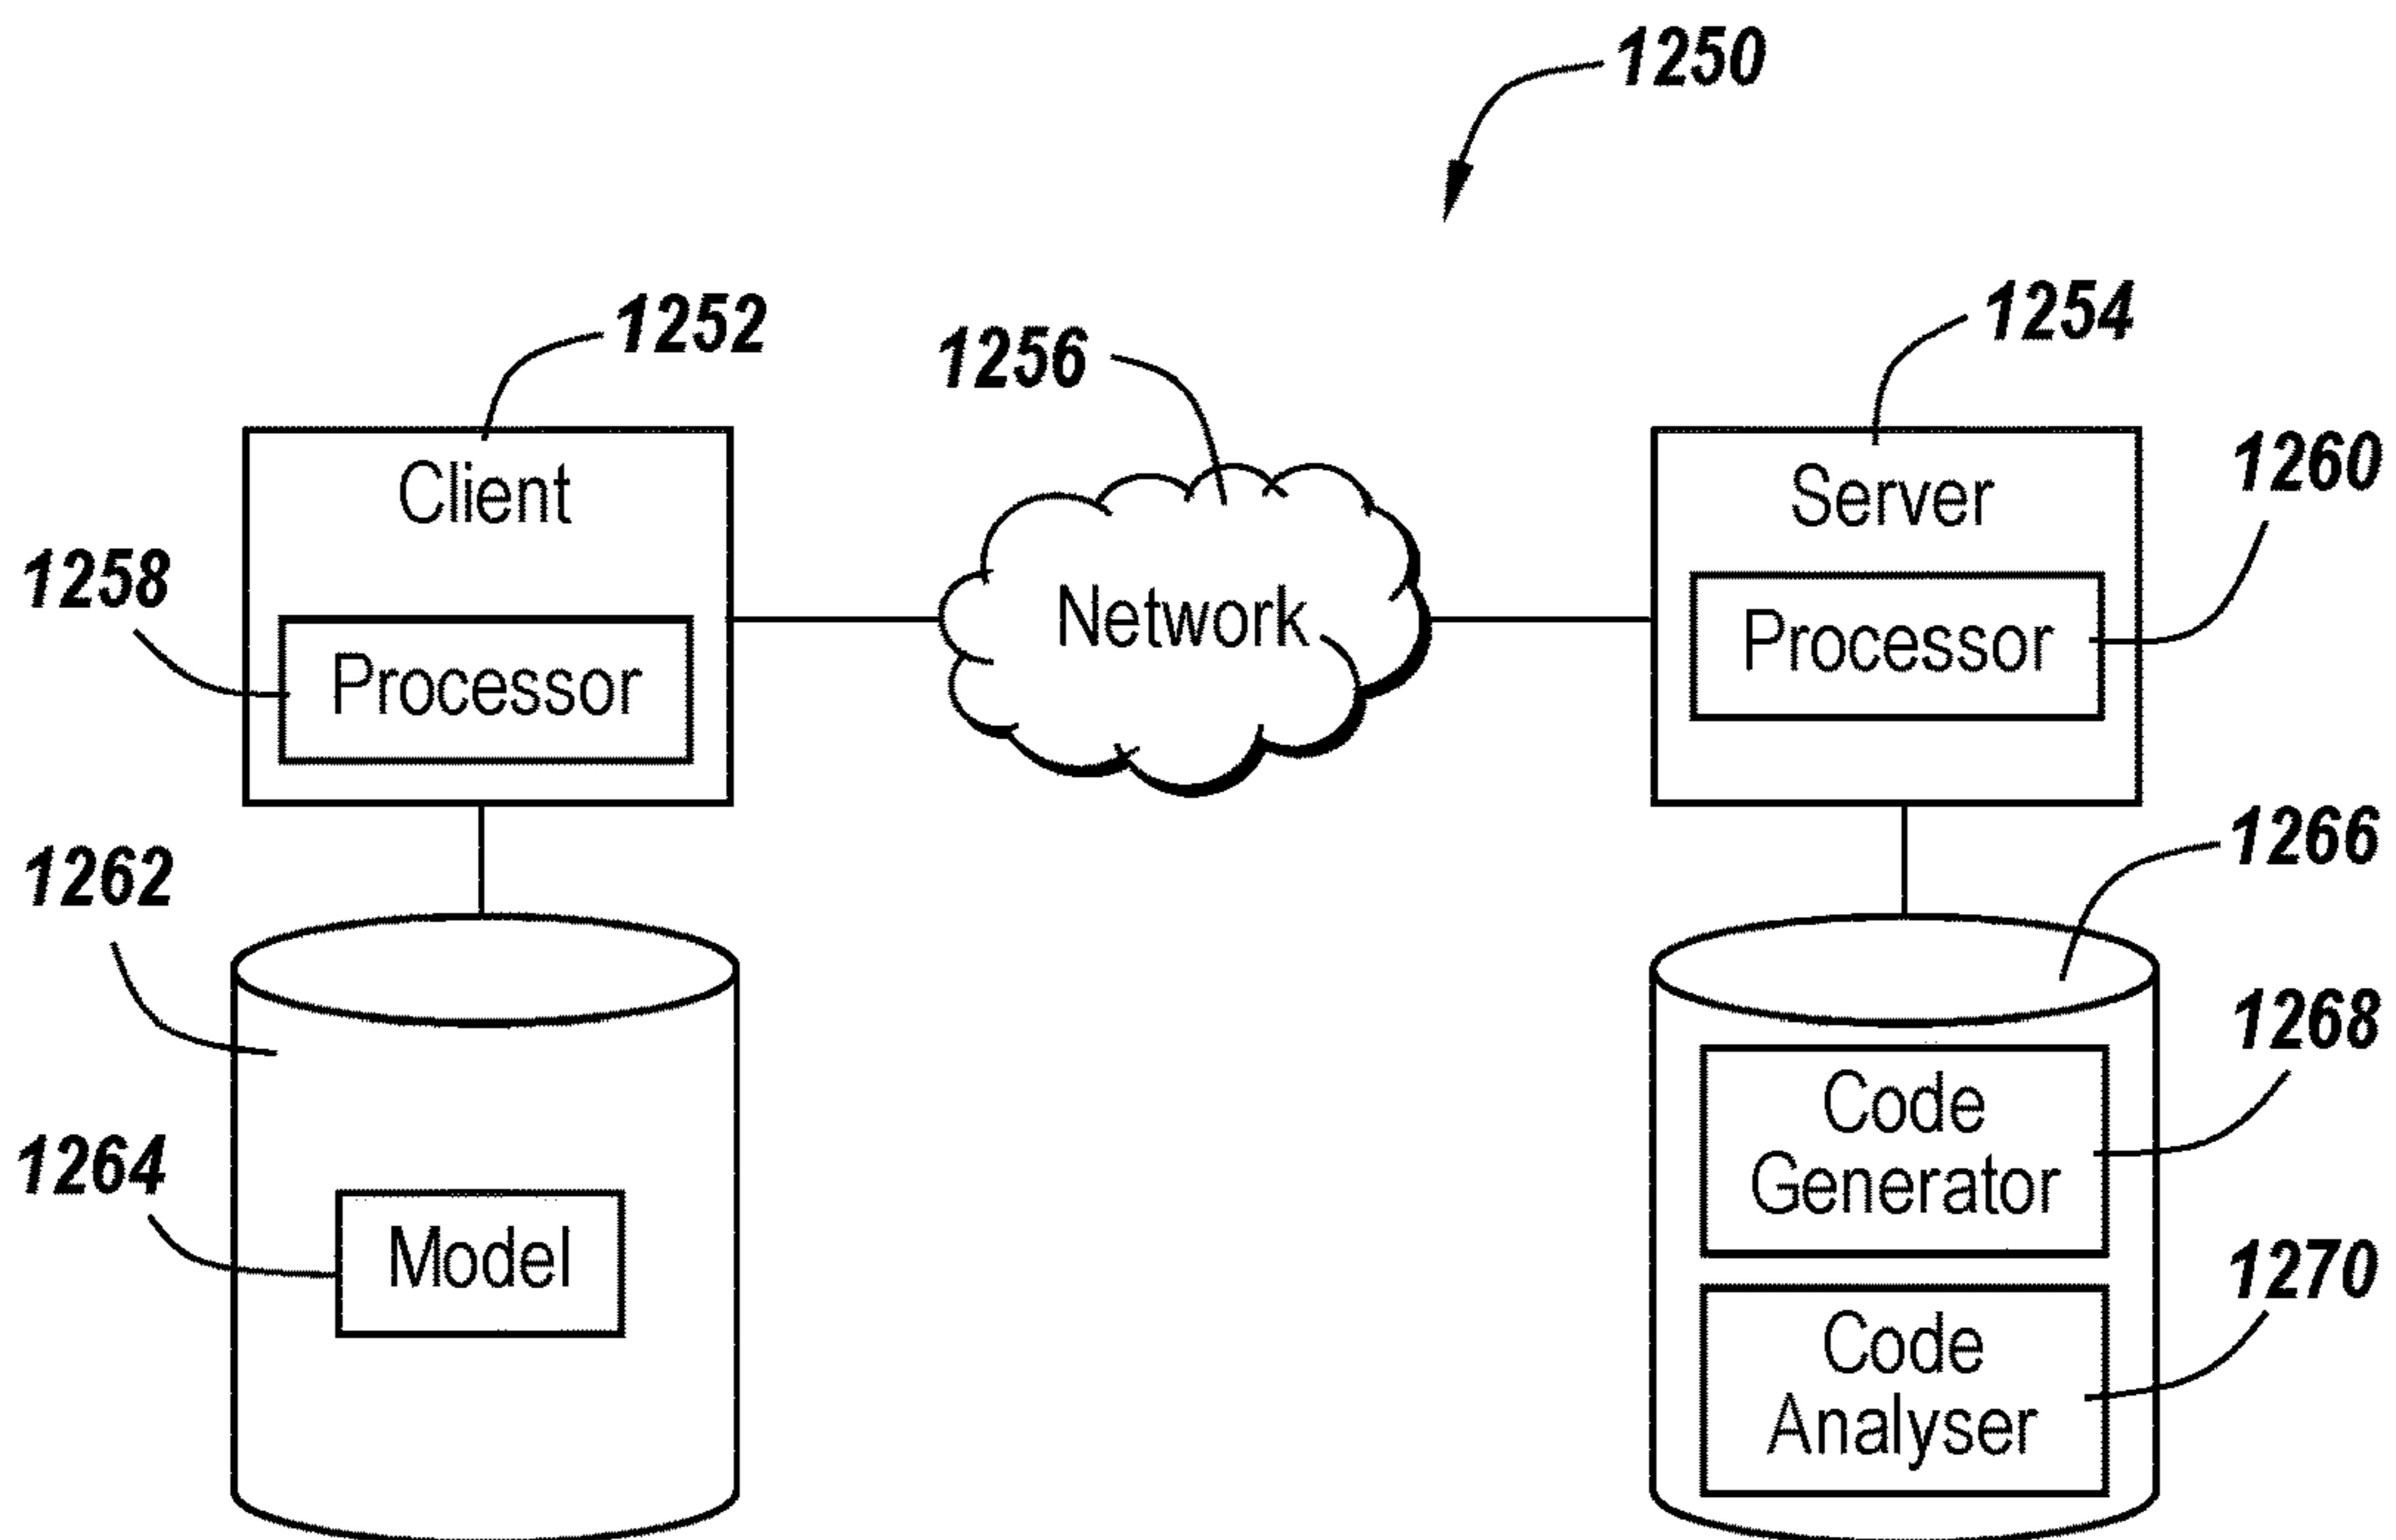 1250
1252
1256
1254
Client
Server
1260
1258
Processor
Network
Processor
1262
1266
1268
Code
Generator
1264
Model
1270
Code
Analyser